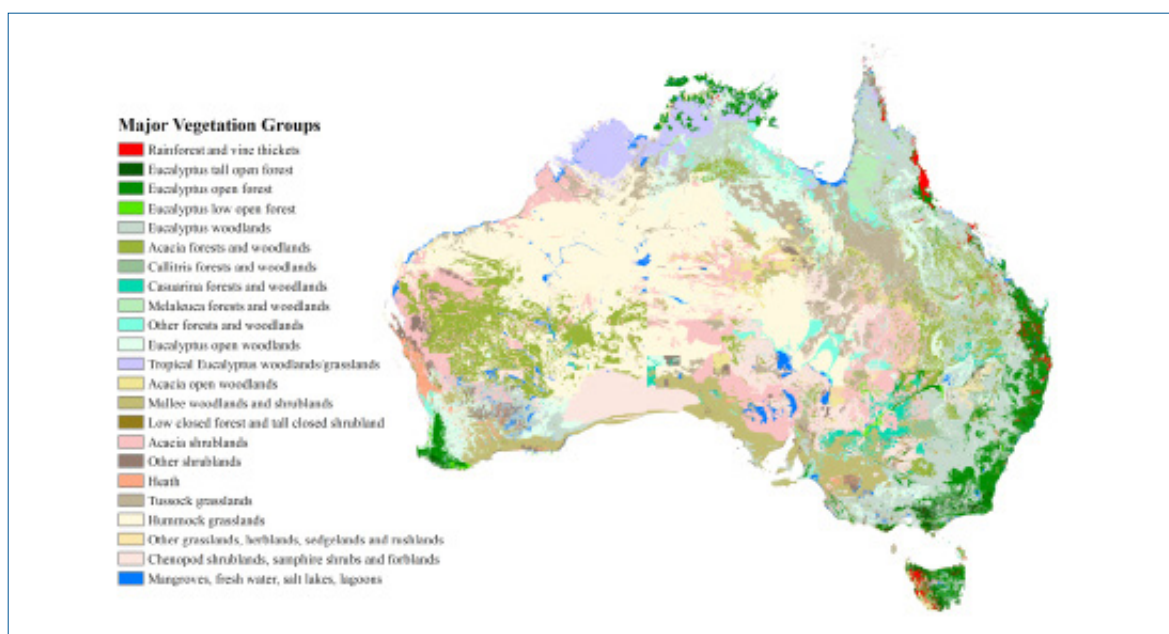 Major Vegetation Groups
Rainforest and vine thickets
Eucalyptus tall open forest
Eucalyptus open forest
Eucalyptus low open forest
Eucalyptus woodlands
Acacia forests and woodlands
Callitris forests and woodlands
Casuarina forests and woodlands
Melaleuca forests and woodlands
Other forests and woodlands
Eucalyptus open woodlands
Tropical Eucalyptus woodlands/grasslands
Acacia open woodlands
Mallee woodlands and shrublands
Low closed forest and tall closed shrubland
Acacia shrublands
Other shrublands
Heath
Tussock grasslands
Hummock grasslands
Other grasslands, herblands, sedgelands and rushlands
Chenopod shrublands, samphire shrubs and forblands
Mangroves, fresh water, salt lakes, lagoons